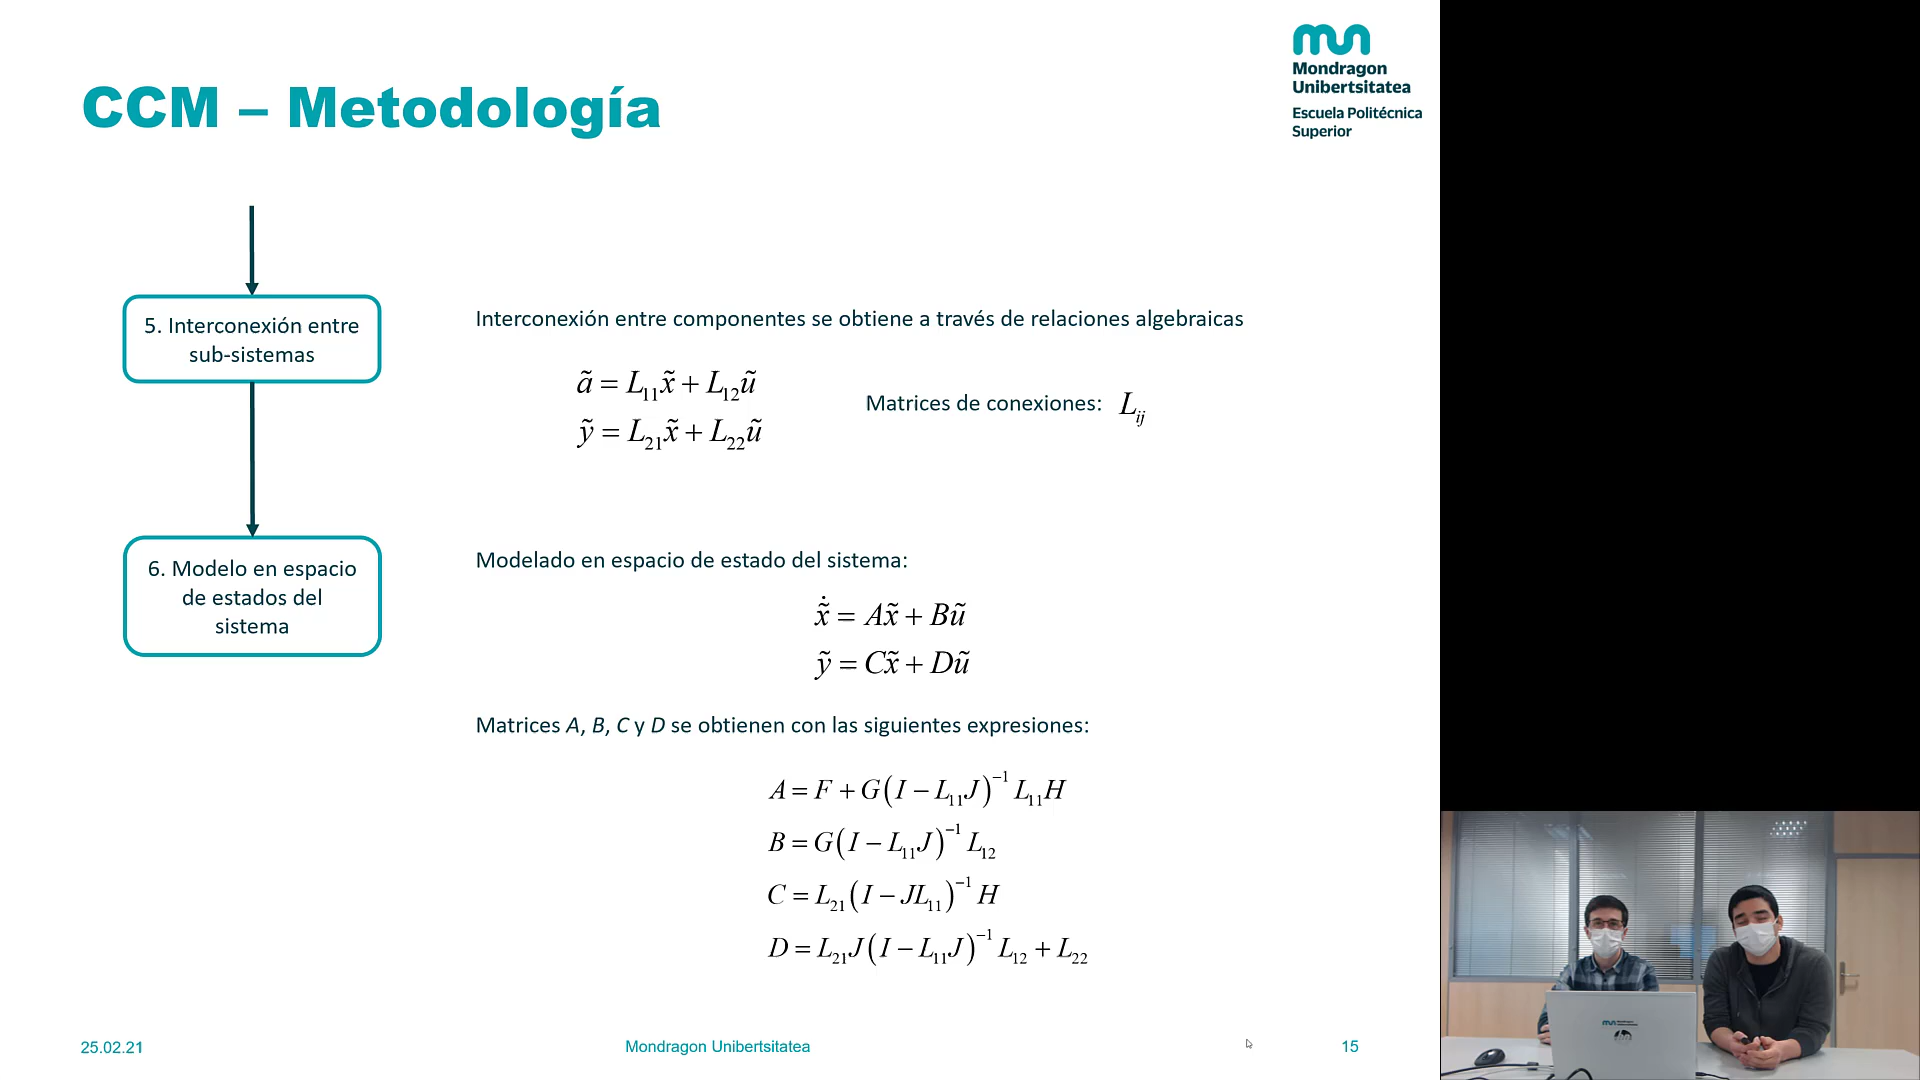 CCM – Metodología
Mondragon
Unibertsitatea
Escuela Politécnica
Superior
5. Interconexión entre
sub-sistemas
Interconexión entre componentes se obtiene a través de relaciones algebraicas
ã = L₁₁x̃ + L₁₂ũ
ỹ = L₂₁x̃ + L₂₂ũ
Matrices de conexiones: Lᵢⱼ
6. Modelo en espacio
de estados del
sistema
Modelado en espacio de estado del sistema:
x̃̇ = Ax̃ + Bũ
ỹ = Cx̃ + Dũ
Matrices A, B, C y D se obtienen con las siguientes expresiones:
A = F + G(I − L₁₁J)⁻¹ L₁₁H
B = G(I − L₁₁J)⁻¹ L₁₂
C = L₂₁(I − JL₁₁)⁻¹ H
D = L₂₁J(I − L₁₁J)⁻¹ L₁₂ + L₂₂
25.02.21
Mondragon Unibertsitatea
15